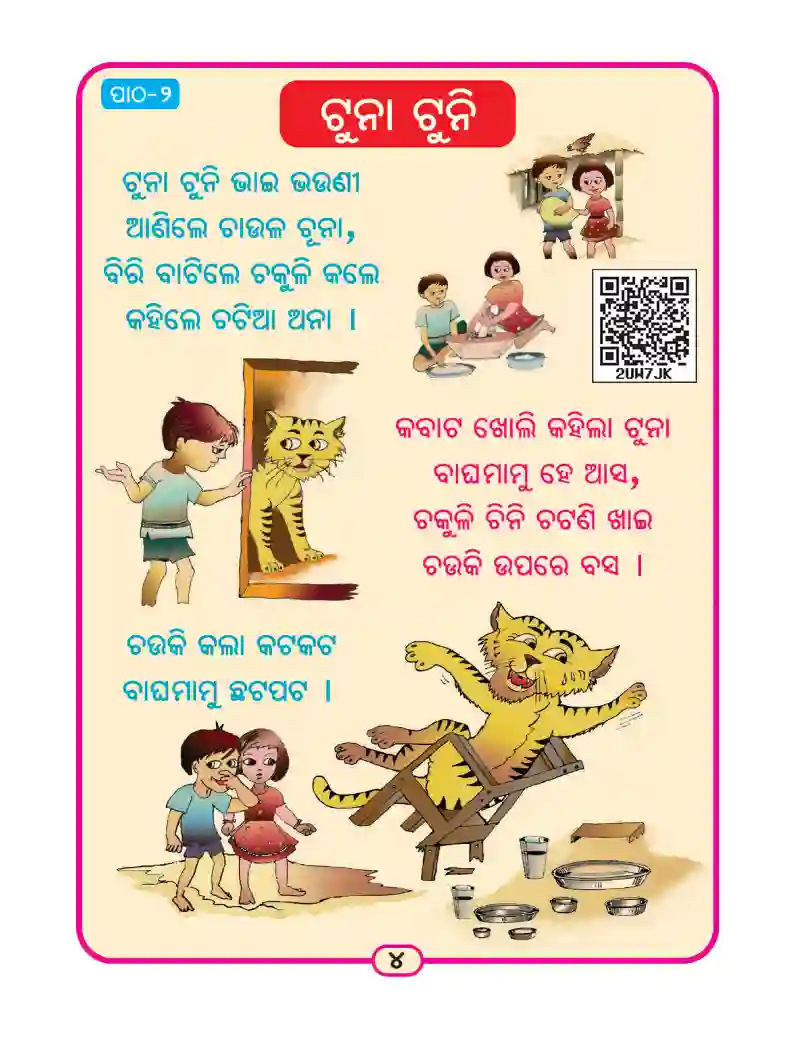 ପାଠ-୨
ଟୁନା ଟୁନି
ଟୁନା ଟୁନି ଭାଇ ଭଉଣୀ
ଆଣିଲେ ଚାଉଳ ଚୂନା,
ବିରି ବାଟିଲେ ଚକୁଳି କଲେ
କହିଲେ ଚଟିଆ ଅନା ।
2UW7JK
କବାଟ ଖୋଲି କହିଲା ଟୁନା
ବାଘମାମୁ ହେ ଆସ,
ଚକୁଳି ଚିନି ଚଟଣି ଖାଇ
ଚଉକି ଉପରେ ବସ ।
ଚଉକି କଲା କଟକଟ
ବାଘମାମୁ ଛଟପଟ ।
୪